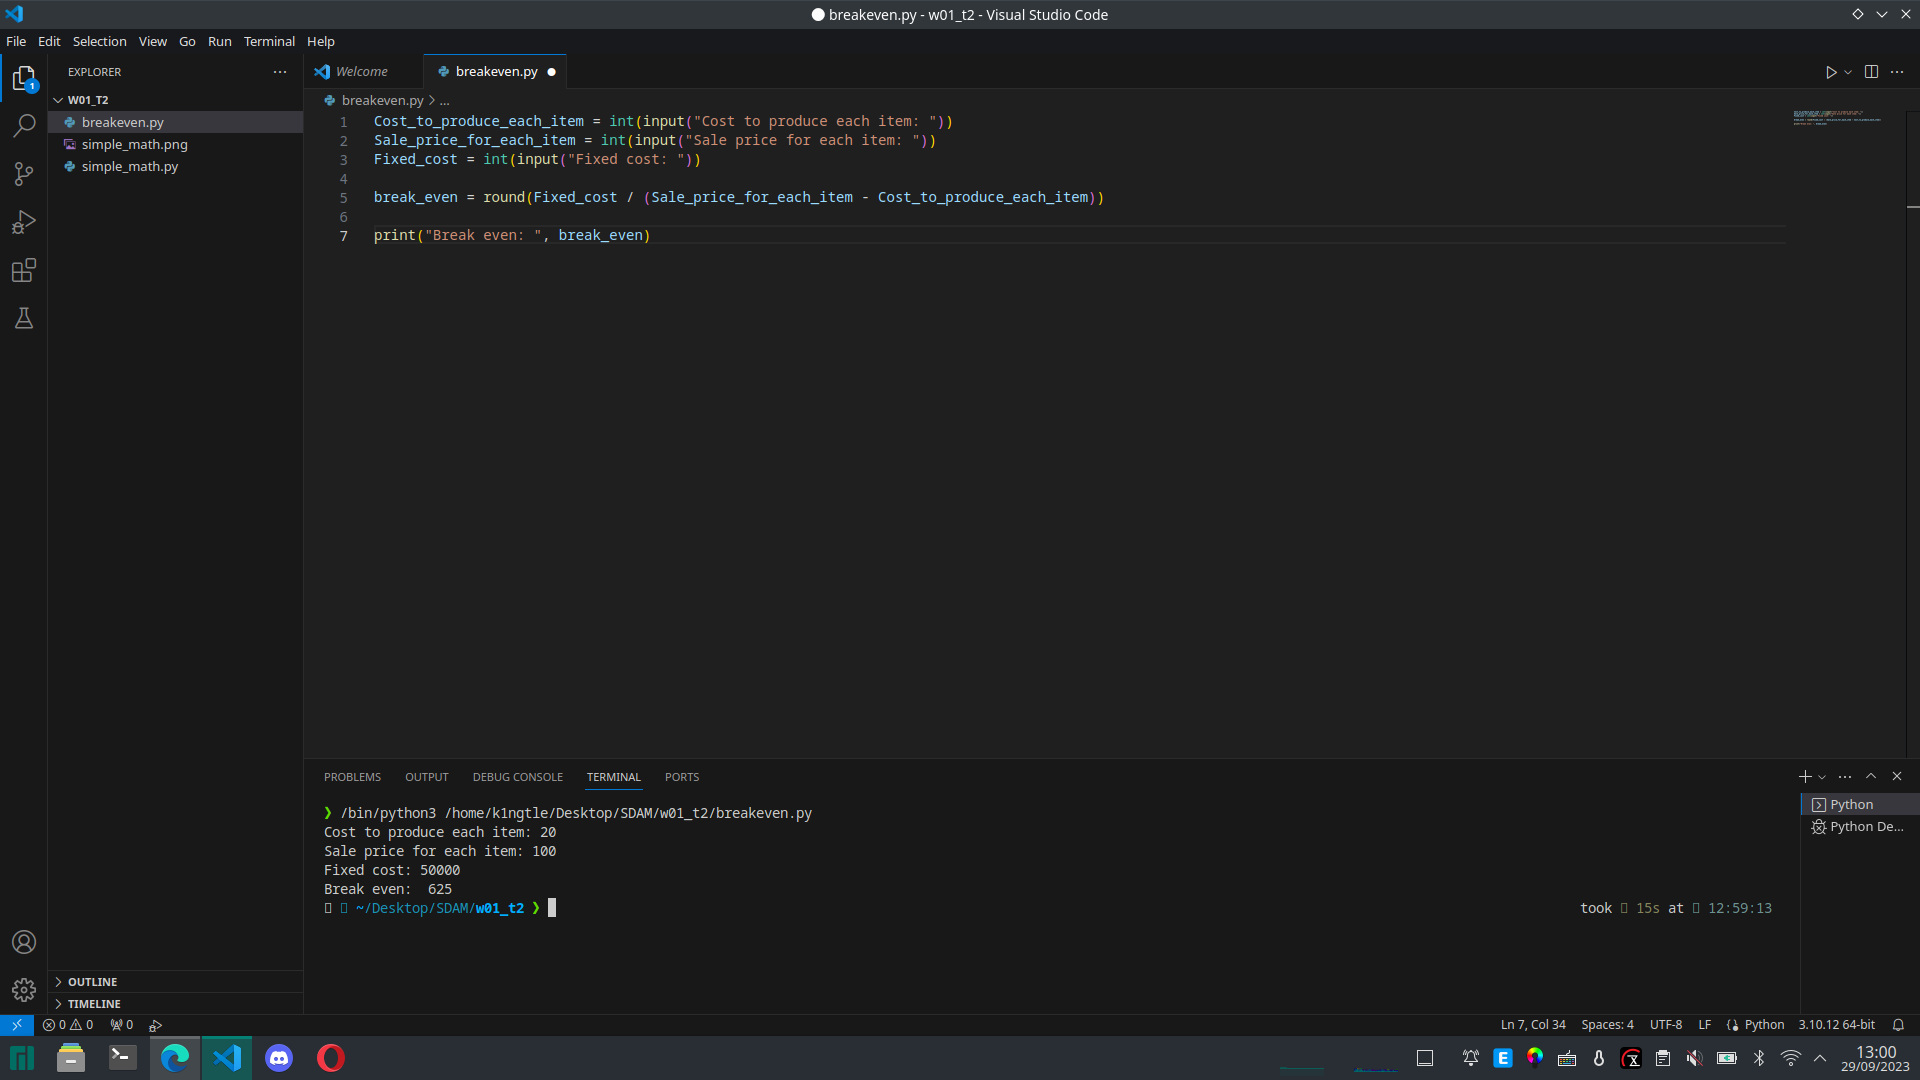 breakeven.py - w01_t2 - Visual Studio Code
File Edit Selection View Go Run Terminal Help
EXPLORER
W01_T2
breakeven.py
simple_math.png
simple_math.py
OUTLINE
TIMELINE
Welcome
breakeven.py
breakeven.py > ...
1 Cost_to_produce_each_item = int(input("Cost to produce each item: "))
2 Sale_price_for_each_item = int(input("Sale price for each item: "))
3 Fixed_cost = int(input("Fixed cost: "))
4
5 break_even = round(Fixed_cost / (Sale_price_for_each_item - Cost_to_produce_each_item))
6
7 print("Break even: ", break_even)
PROBLEMS OUTPUT DEBUG CONSOLE TERMINAL PORTS
❯ /bin/python3 /home/k1ngtle/Desktop/SDAM/w01_t2/breakeven.py
Cost to produce each item: 20
Sale price for each item: 100
Fixed cost: 50000
Break even:  625
~/Desktop/SDAM/w01_t2 ❯ took 15s at 12:59:13
Python
Python De...
1
0 0 0
Ln 7, Col 34 Spaces: 4 UTF-8 LF Python 3.10.12 64-bit
E
13:00
29/09/2023